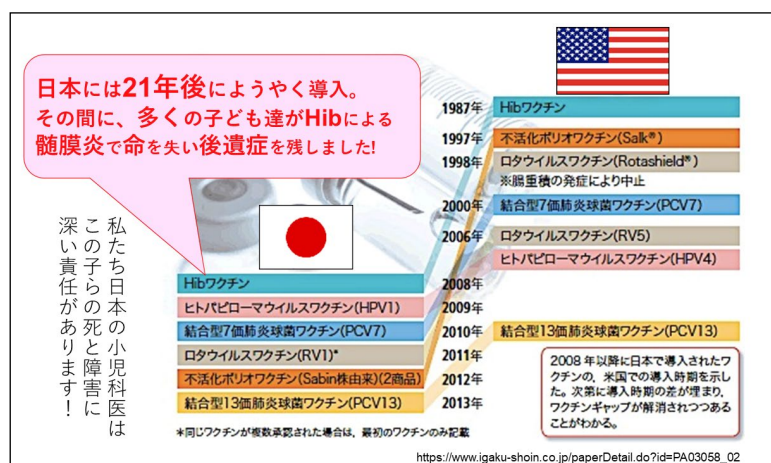 日本には21年後にようやく導入。
その間に、多くの子ども達がHibによる
髄膜炎で命を失い後遺症を残しました!
私たち日本の小児科医は
この子らの死と障害に
深い責任があります!
1987年 Hibワクチン
1997年 不活化ポリオワクチン(Salk®)
1998年 ロタウイルスワクチン(Rotashield®)
※腸重積の発症により中止
2000年 結合型7価肺炎球菌ワクチン(PCV7)
2006年 ロタウイルスワクチン(RV5)
ヒトパピローマウイルスワクチン(HPV4)
Hibワクチン 2008年
ヒトパピローマウイルスワクチン(HPV1) 2009年
結合型7価肺炎球菌ワクチン(PCV7) 2010年 結合型13価肺炎球菌ワクチン(PCV13)
ロタウイルスワクチン(RV1)* 2011年
不活化ポリオワクチン(Sabin株由来)(2商品) 2012年
結合型13価肺炎球菌ワクチン(PCV13) 2013年
2008年以降に日本で導入されたワ
クチンの,米国での導入時期を示し
た。次第に導入時期の差が埋まり,
ワクチンギャップが解消されつつある
ことがわかる。
*同じワクチンが複数承認された場合は,最初のワクチンのみ記載
https://www.igaku-shoin.co.jp/paperDetail.do?id=PA03058_02